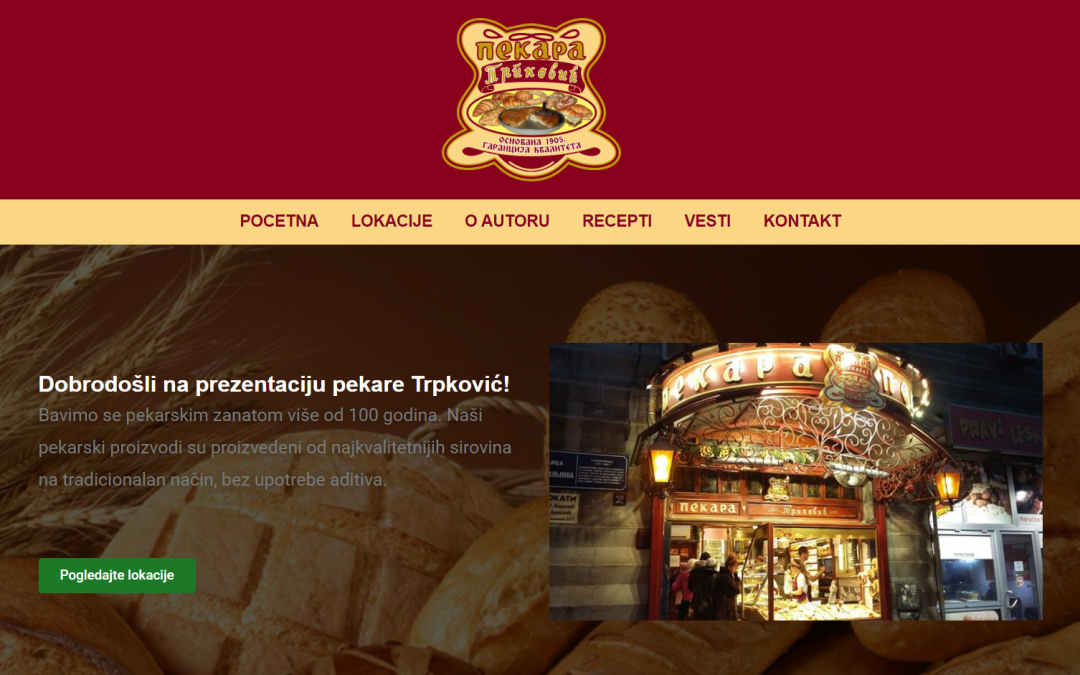 пекара
Трпковић
ОСНОВАНА 1905.
ГАРАНЦИЈА КВАЛИТЕТА
POCETNA LOKACIJE O AUTORU RECEPTI VESTI KONTAKT
Dobrodošli na prezentaciju pekare Trpković!
Bavimo se pekarskim zanatom više od 100 godina. Naši
pekarski proizvodi su proizvedeni od najkvalitetnijih sirovina
na tradicionalan način, bez upotrebe aditiva.
Pogledajte lokacije
пекара
PRAVI
пекара Трпковић